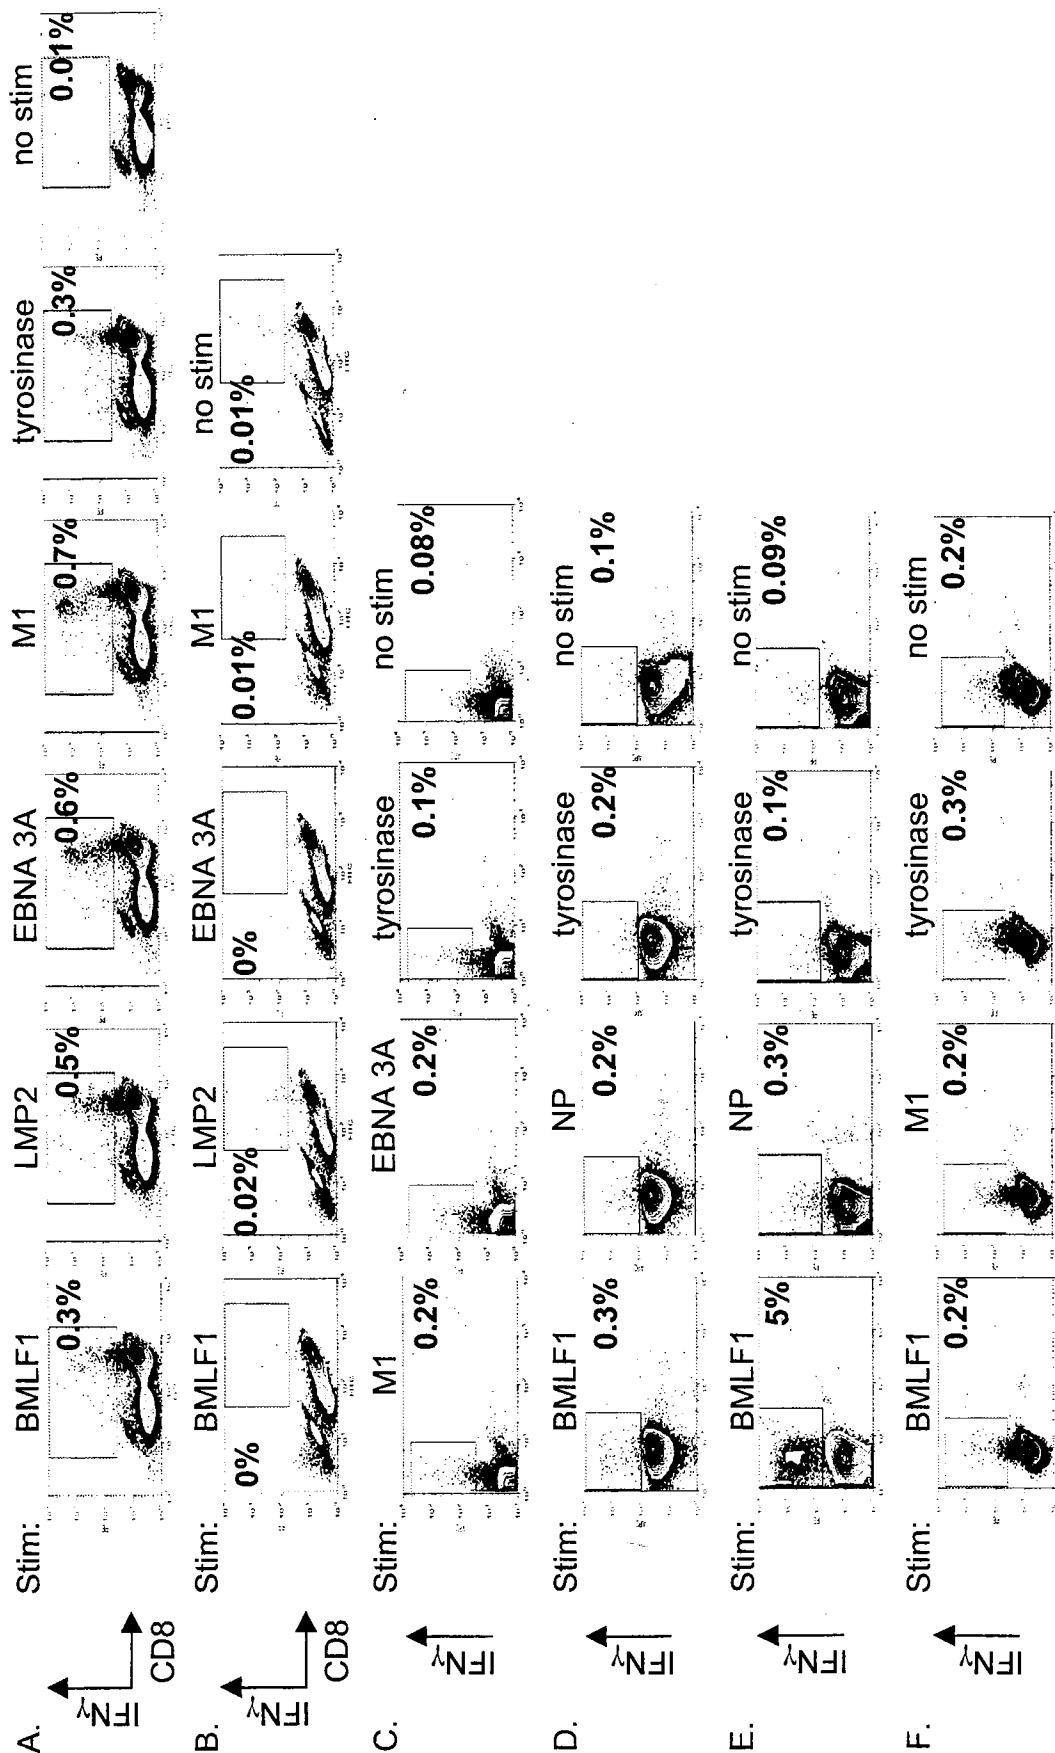 A.
Stim:
BMLF1
LMP2
EBNA 3A
M1
tyrosinase
no stim
0.3%
0.5%
0.6%
0.7%
0.3%
0.01%
IFNγ
CD8
B.
Stim:
BMLF1
LMP2
EBNA 3A
M1
no stim
0%
0.02%
0%
0.01%
0.01%
IFNγ
CD8
C.
Stim:
M1
EBNA 3A
tyrosinase
no stim
0.2%
0.2%
0.1%
0.08%
IFNγ
D.
Stim:
BMLF1
NP
tyrosinase
no stim
0.3%
0.2%
0.2%
0.1%
IFNγ
E.
Stim:
BMLF1
NP
tyrosinase
no stim
5%
0.3%
0.1%
0.09%
IFNγ
F.
Stim:
BMLF1
M1
tyrosinase
no stim
0.2%
0.2%
0.3%
0.2%
IFNγ